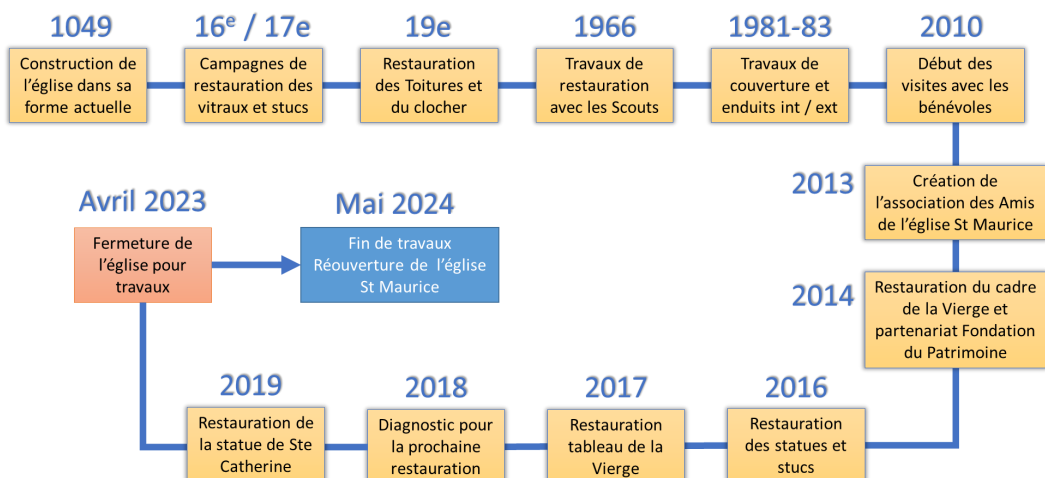 1049
Construction de
l'église dans sa
forme actuelle
16e / 17e
Campagnes de
restauration des
vitraux et stucs
19e
Restauration
des Toitures et
du clocher
1966
Travaux de
restauration
avec les Scouts
1981-83
Travaux de
couverture et
enduits int / ext
2010
Début des
visites avec les
bénévoles
2013
Création de
l'association des Amis
de l'église St Maurice
2014
Restauration du cadre
de la Vierge et
partenariat Fondation
du Patrimoine
2016
Restauration
des statues et
stucs
2017
Restauration
tableau de la
Vierge
2018
Diagnostic pour
la prochaine
restauration
2019
Restauration de
la statue de Ste
Catherine
Avril 2023
Fermeture de
l'église pour
travaux
Mai 2024
Fin de travaux
Réouverture de l'église
St Maurice